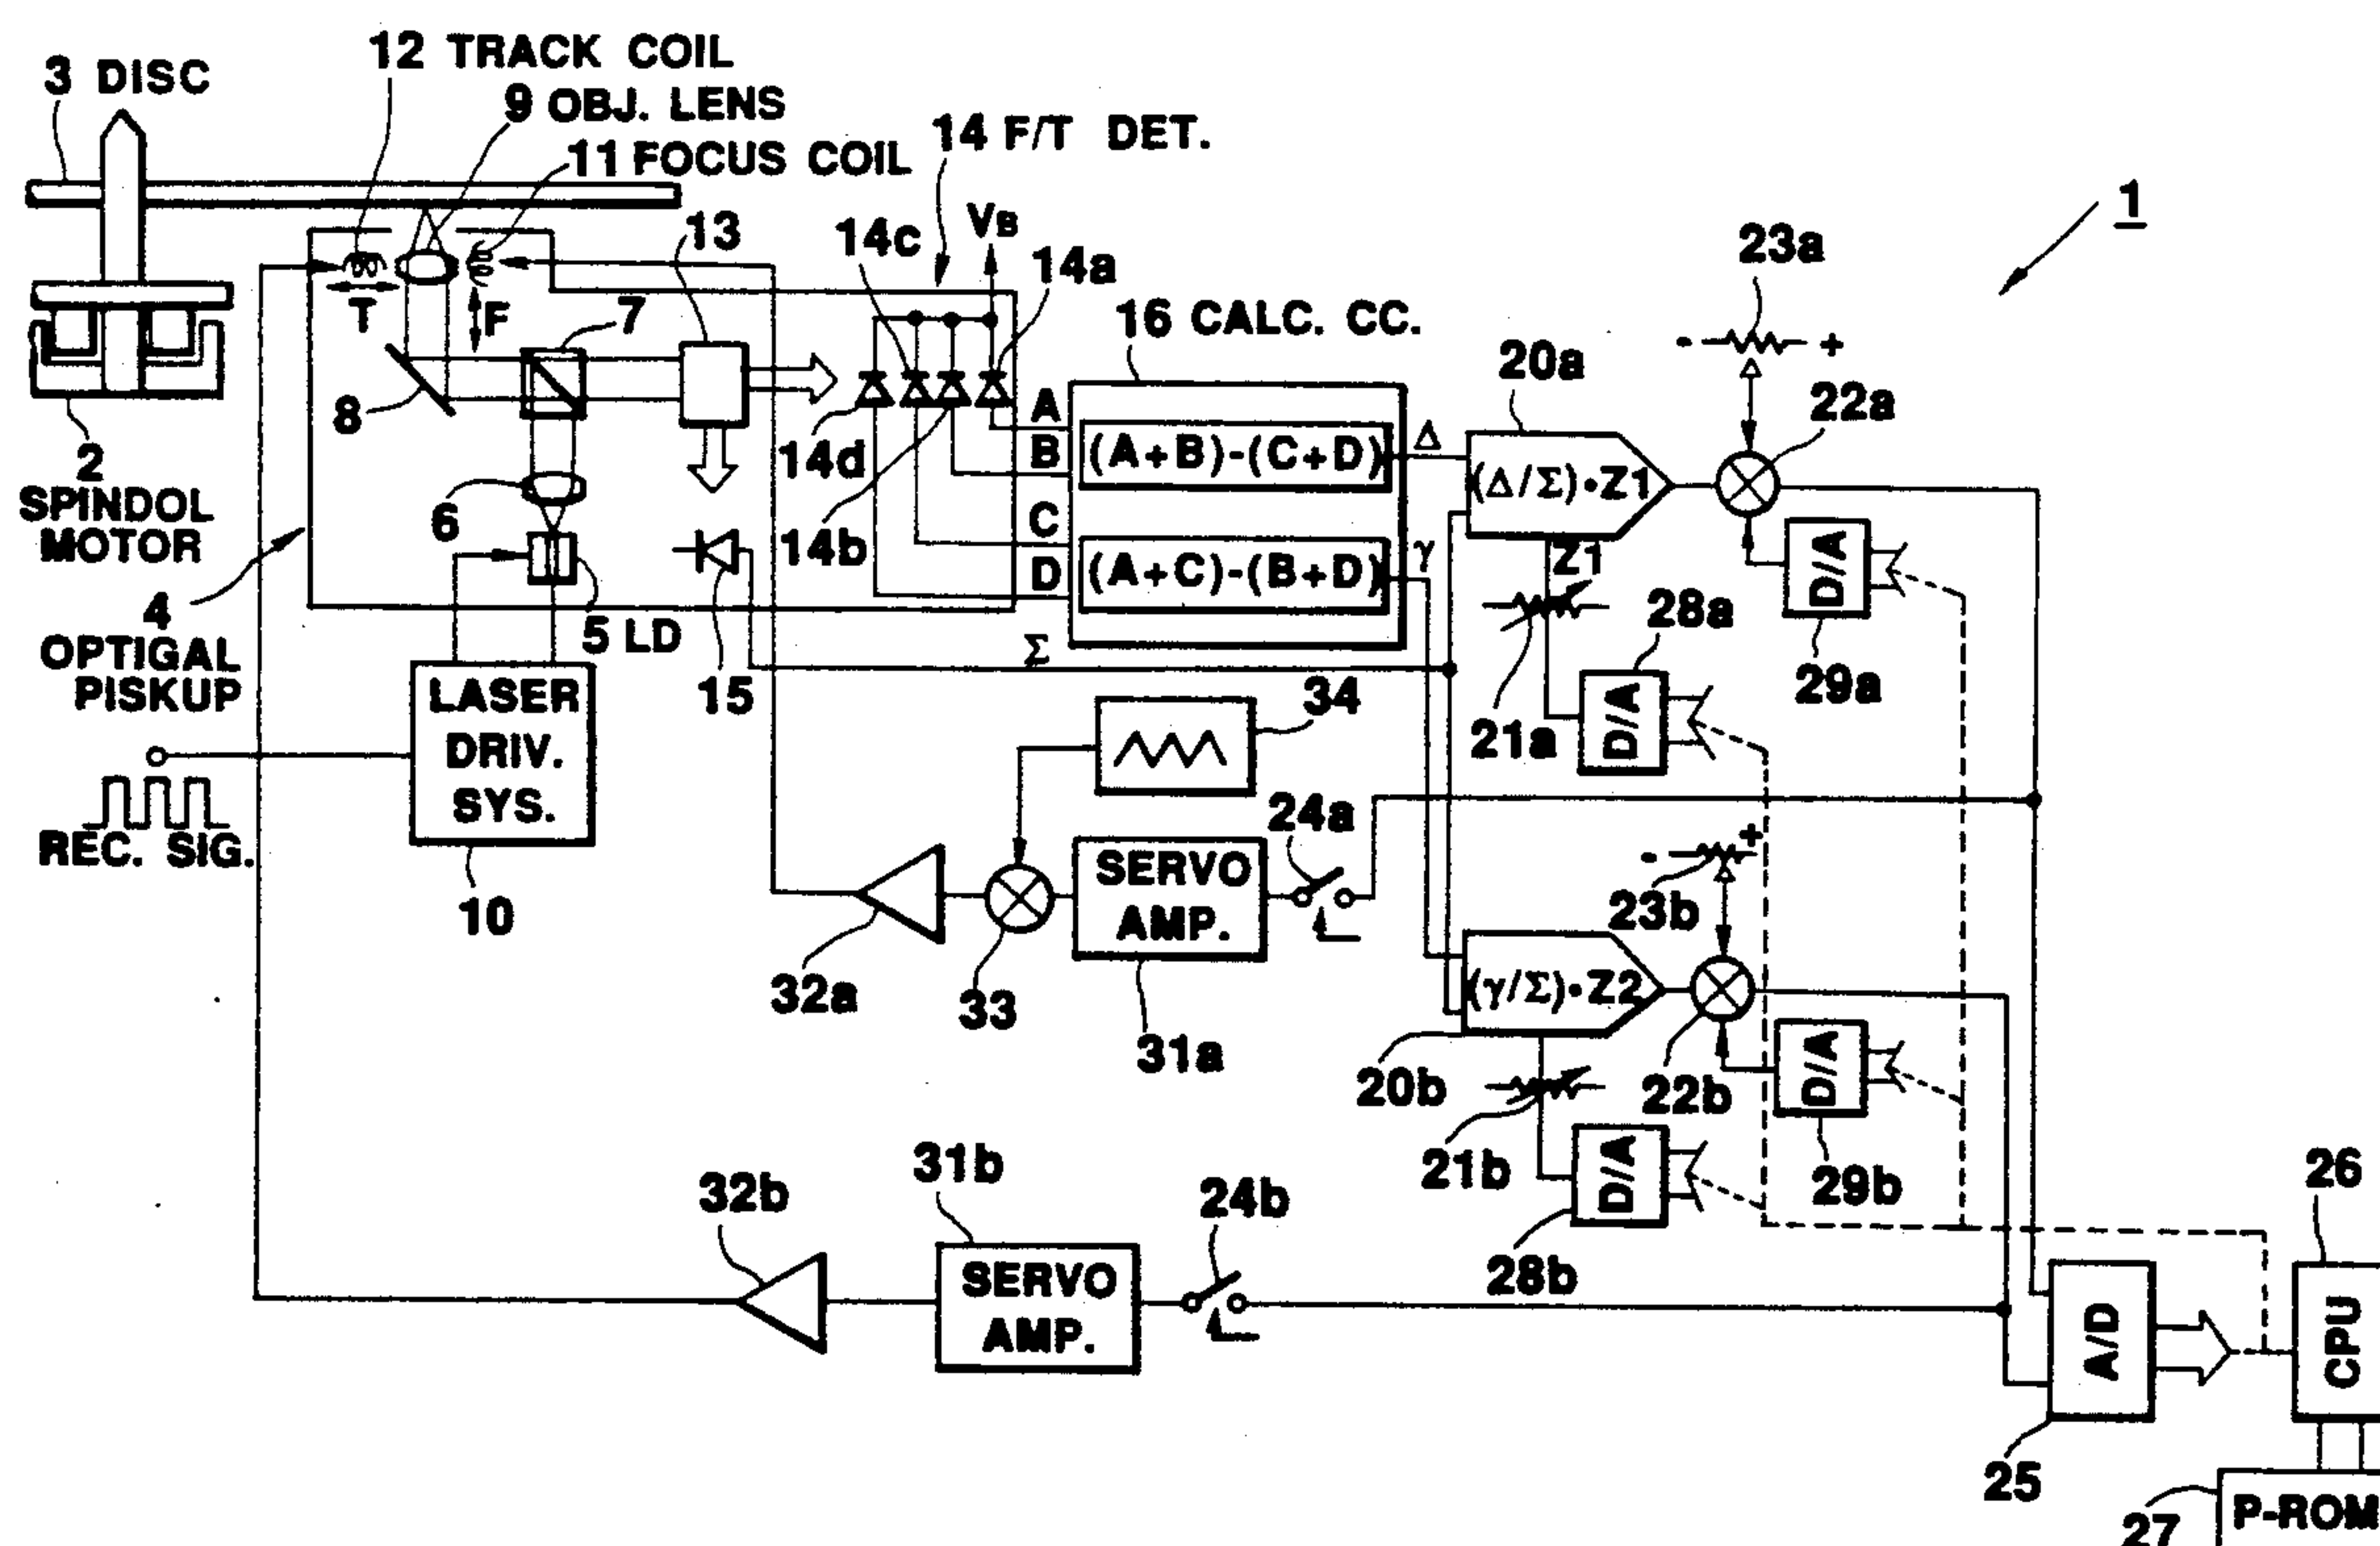 12 TRACK COIL
3 DISC
9 OBJ. LENS
14 F/T DET.
11 FOCUS COIL
1
VB
13
14c
14a
23a
T
F
7
16 CALC. CC.
- +
20a
8
A
22a
14d
B
(A+B)-(C+D)
Δ
(Δ/Σ)•Z1
2
SPINDOL
MOTOR
6
C
14b
D
(A+C)-(B+D)
γ
Z1
D/A
4
OPTIGAL
PISKUP
5 LD
28a
Σ
15
29a
LASER
DRIV.
SYS.
34
21a
D/A
REC. SIG.
24a
- +
10
SERVO
AMP.
23b
32a
33
31a
(γ/Σ)•Z2
20b
22b
D/A
21b
29b
31b
32b
24b
D/A
28b
26
SERVO
AMP.
A/D
CPU
25
27
P-ROM